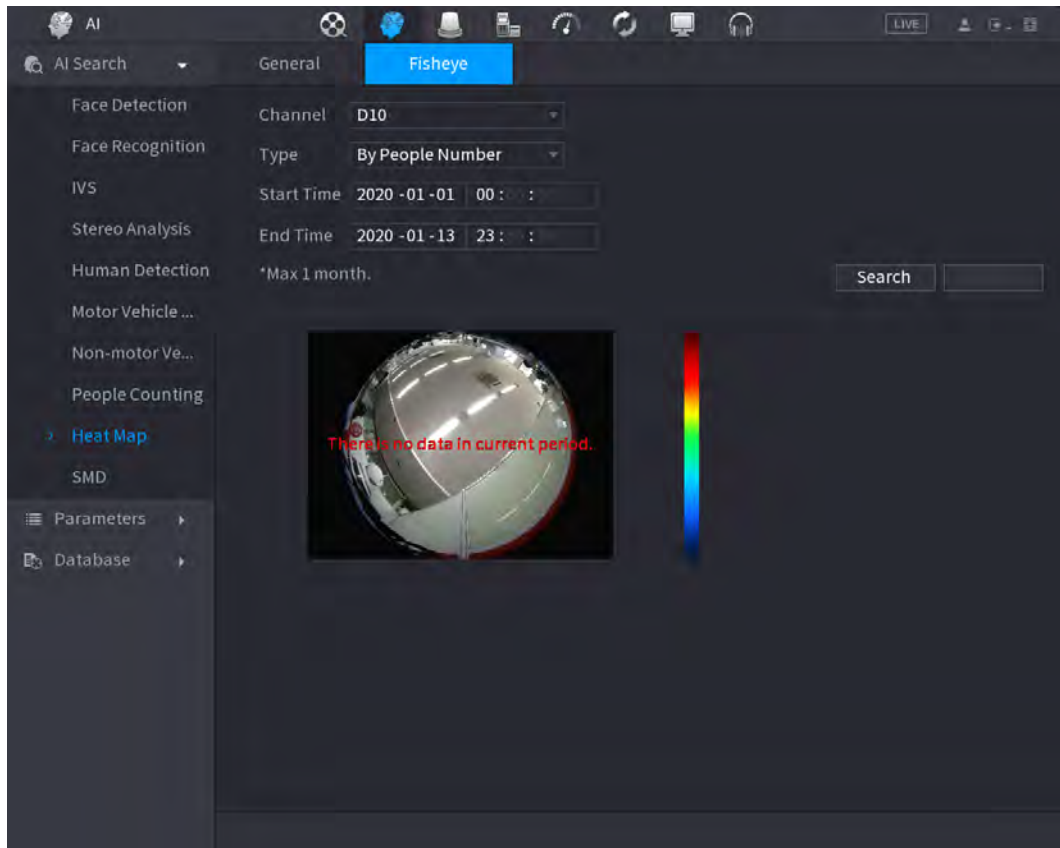 AI
LIVE
AI Search
General
Fisheye
Face Detection
Face Recognition
IVS
Stereo Analysis
Human Detection
Motor Vehicle ...
Non-motor Ve...
People Counting
Heat Map
SMD
Parameters
Database
Channel D10
Type By People Number
Start Time 2020 -01 -01 00 : :
End Time 2020 -01 -13 23 : :
*Max 1 month.
Search
There is no data in current period.